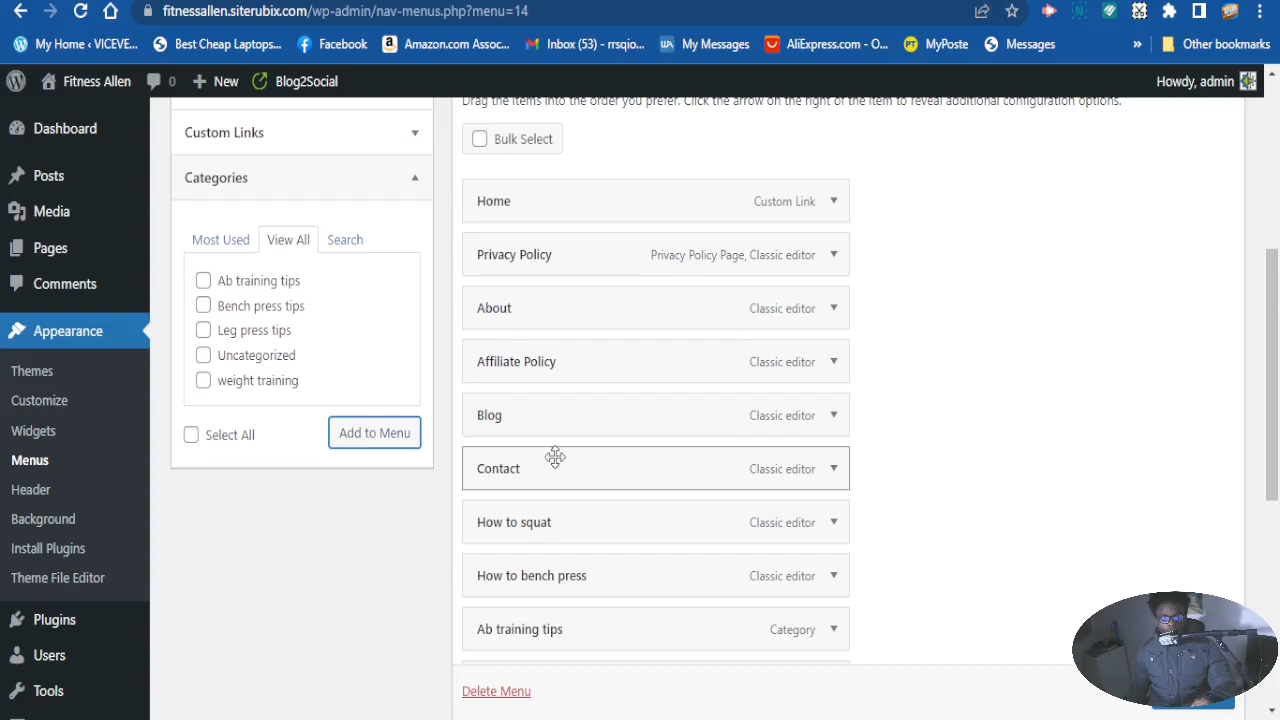 fitnessallen.siterubix.com/wp-admin/nav-menus.php?menu=14
My Home ‹ VICEVE...
Best Cheap Laptops...
Facebook
Amazon.com Assoc...
Inbox (53) - rrsqio...
My Messages
AliExpress.com - O...
MyPoste
Messages
»
Other bookmarks
Fitness Allen
0
New
Blog2Social
Howdy, admin
Drag the items into the order you prefer. Click the arrow on the right of the item to reveal additional configuration options.
Dashboard
Posts
Media
Pages
Comments
Appearance
Themes
Customize
Widgets
Menus
Header
Background
Install Plugins
Theme File Editor
Plugins
Users
Tools
Custom Links
Categories
Most Used
View All
Search
Ab training tips
Bench press tips
Leg press tips
Uncategorized
weight training
Select All
Add to Menu
Bulk Select
Home Custom Link
Privacy Policy Privacy Policy Page, Classic editor
About Classic editor
Affiliate Policy Classic editor
Blog Classic editor
Contact Classic editor
How to squat Classic editor
How to bench press Classic editor
Ab training tips Category
Delete Menu